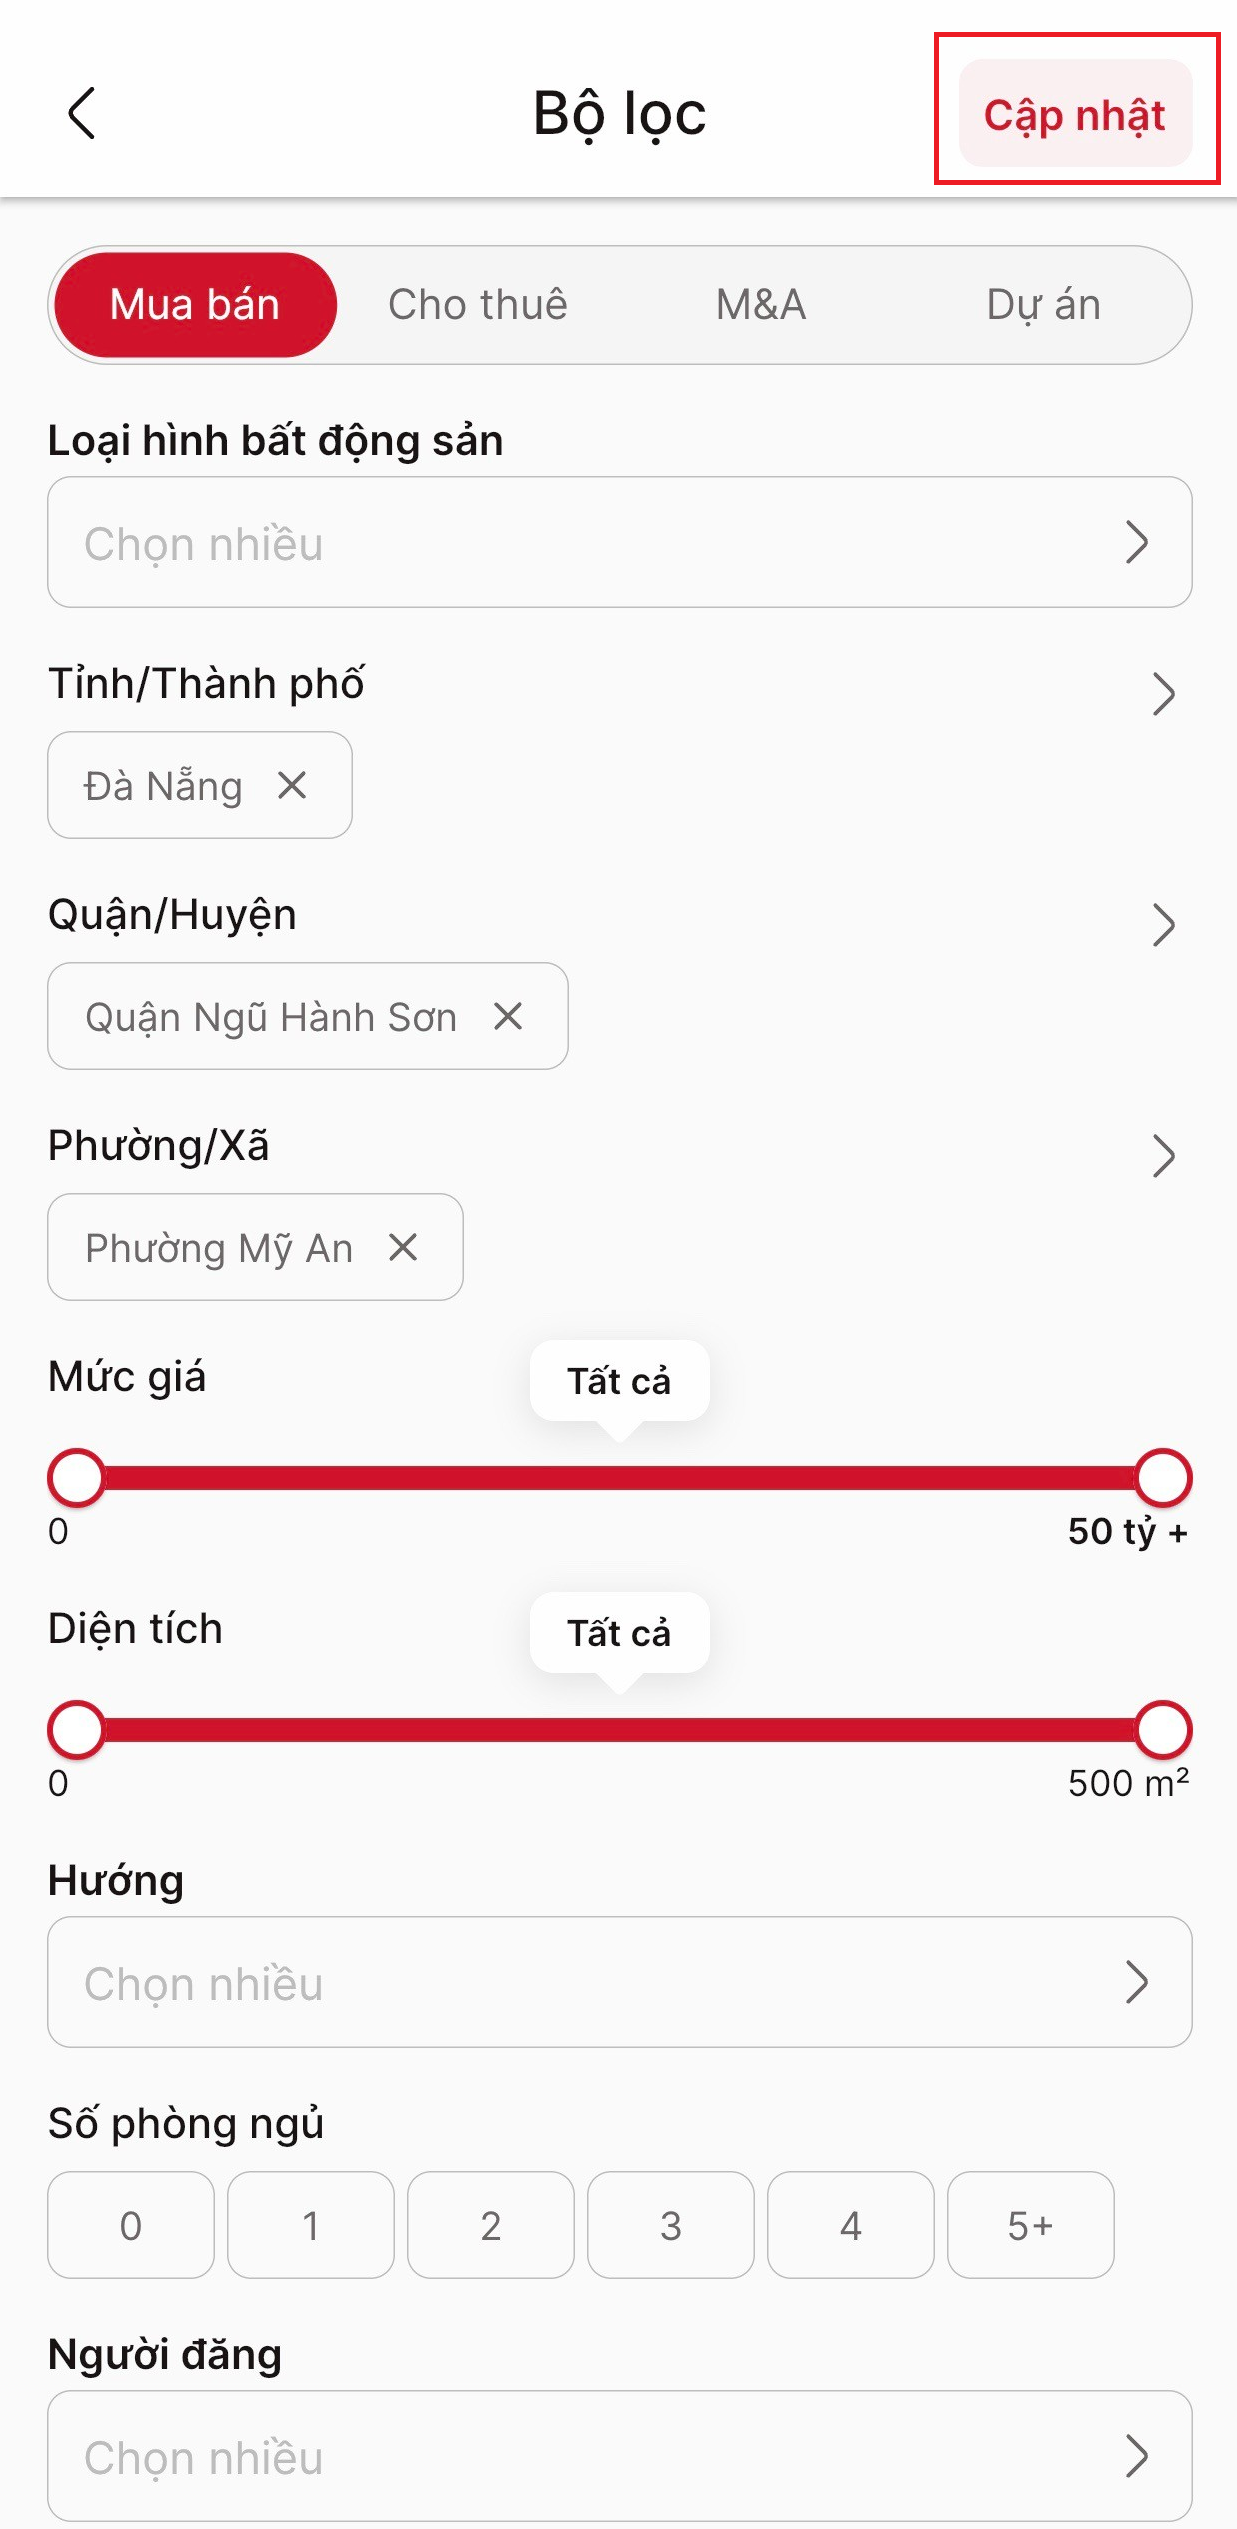 Bộ lọc
Cập nhật
Mua bán Cho thuê M&A Dự án
Loại hình bất động sản
Chọn nhiều
Tỉnh/Thành phố
Đà Nẵng
Quận/Huyện
Quận Ngũ Hành Sơn
Phường/Xã
Phường Mỹ An
Mức giá
Tất cả
0 50 tỷ +
Diện tích
Tất cả
0 500 m²
Hướng
Chọn nhiều
Số phòng ngủ
0 1 2 3 4 5+
Người đăng
Chọn nhiều